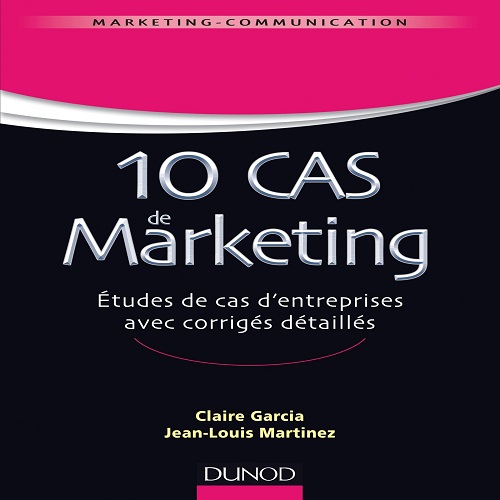 MARKETING-COMMUNICATION
10 CAS
de
Marketing
Études de cas d'entreprises
avec corrigés détaillés
Claire Garcia
Jean-Louis Martinez
DUNOD